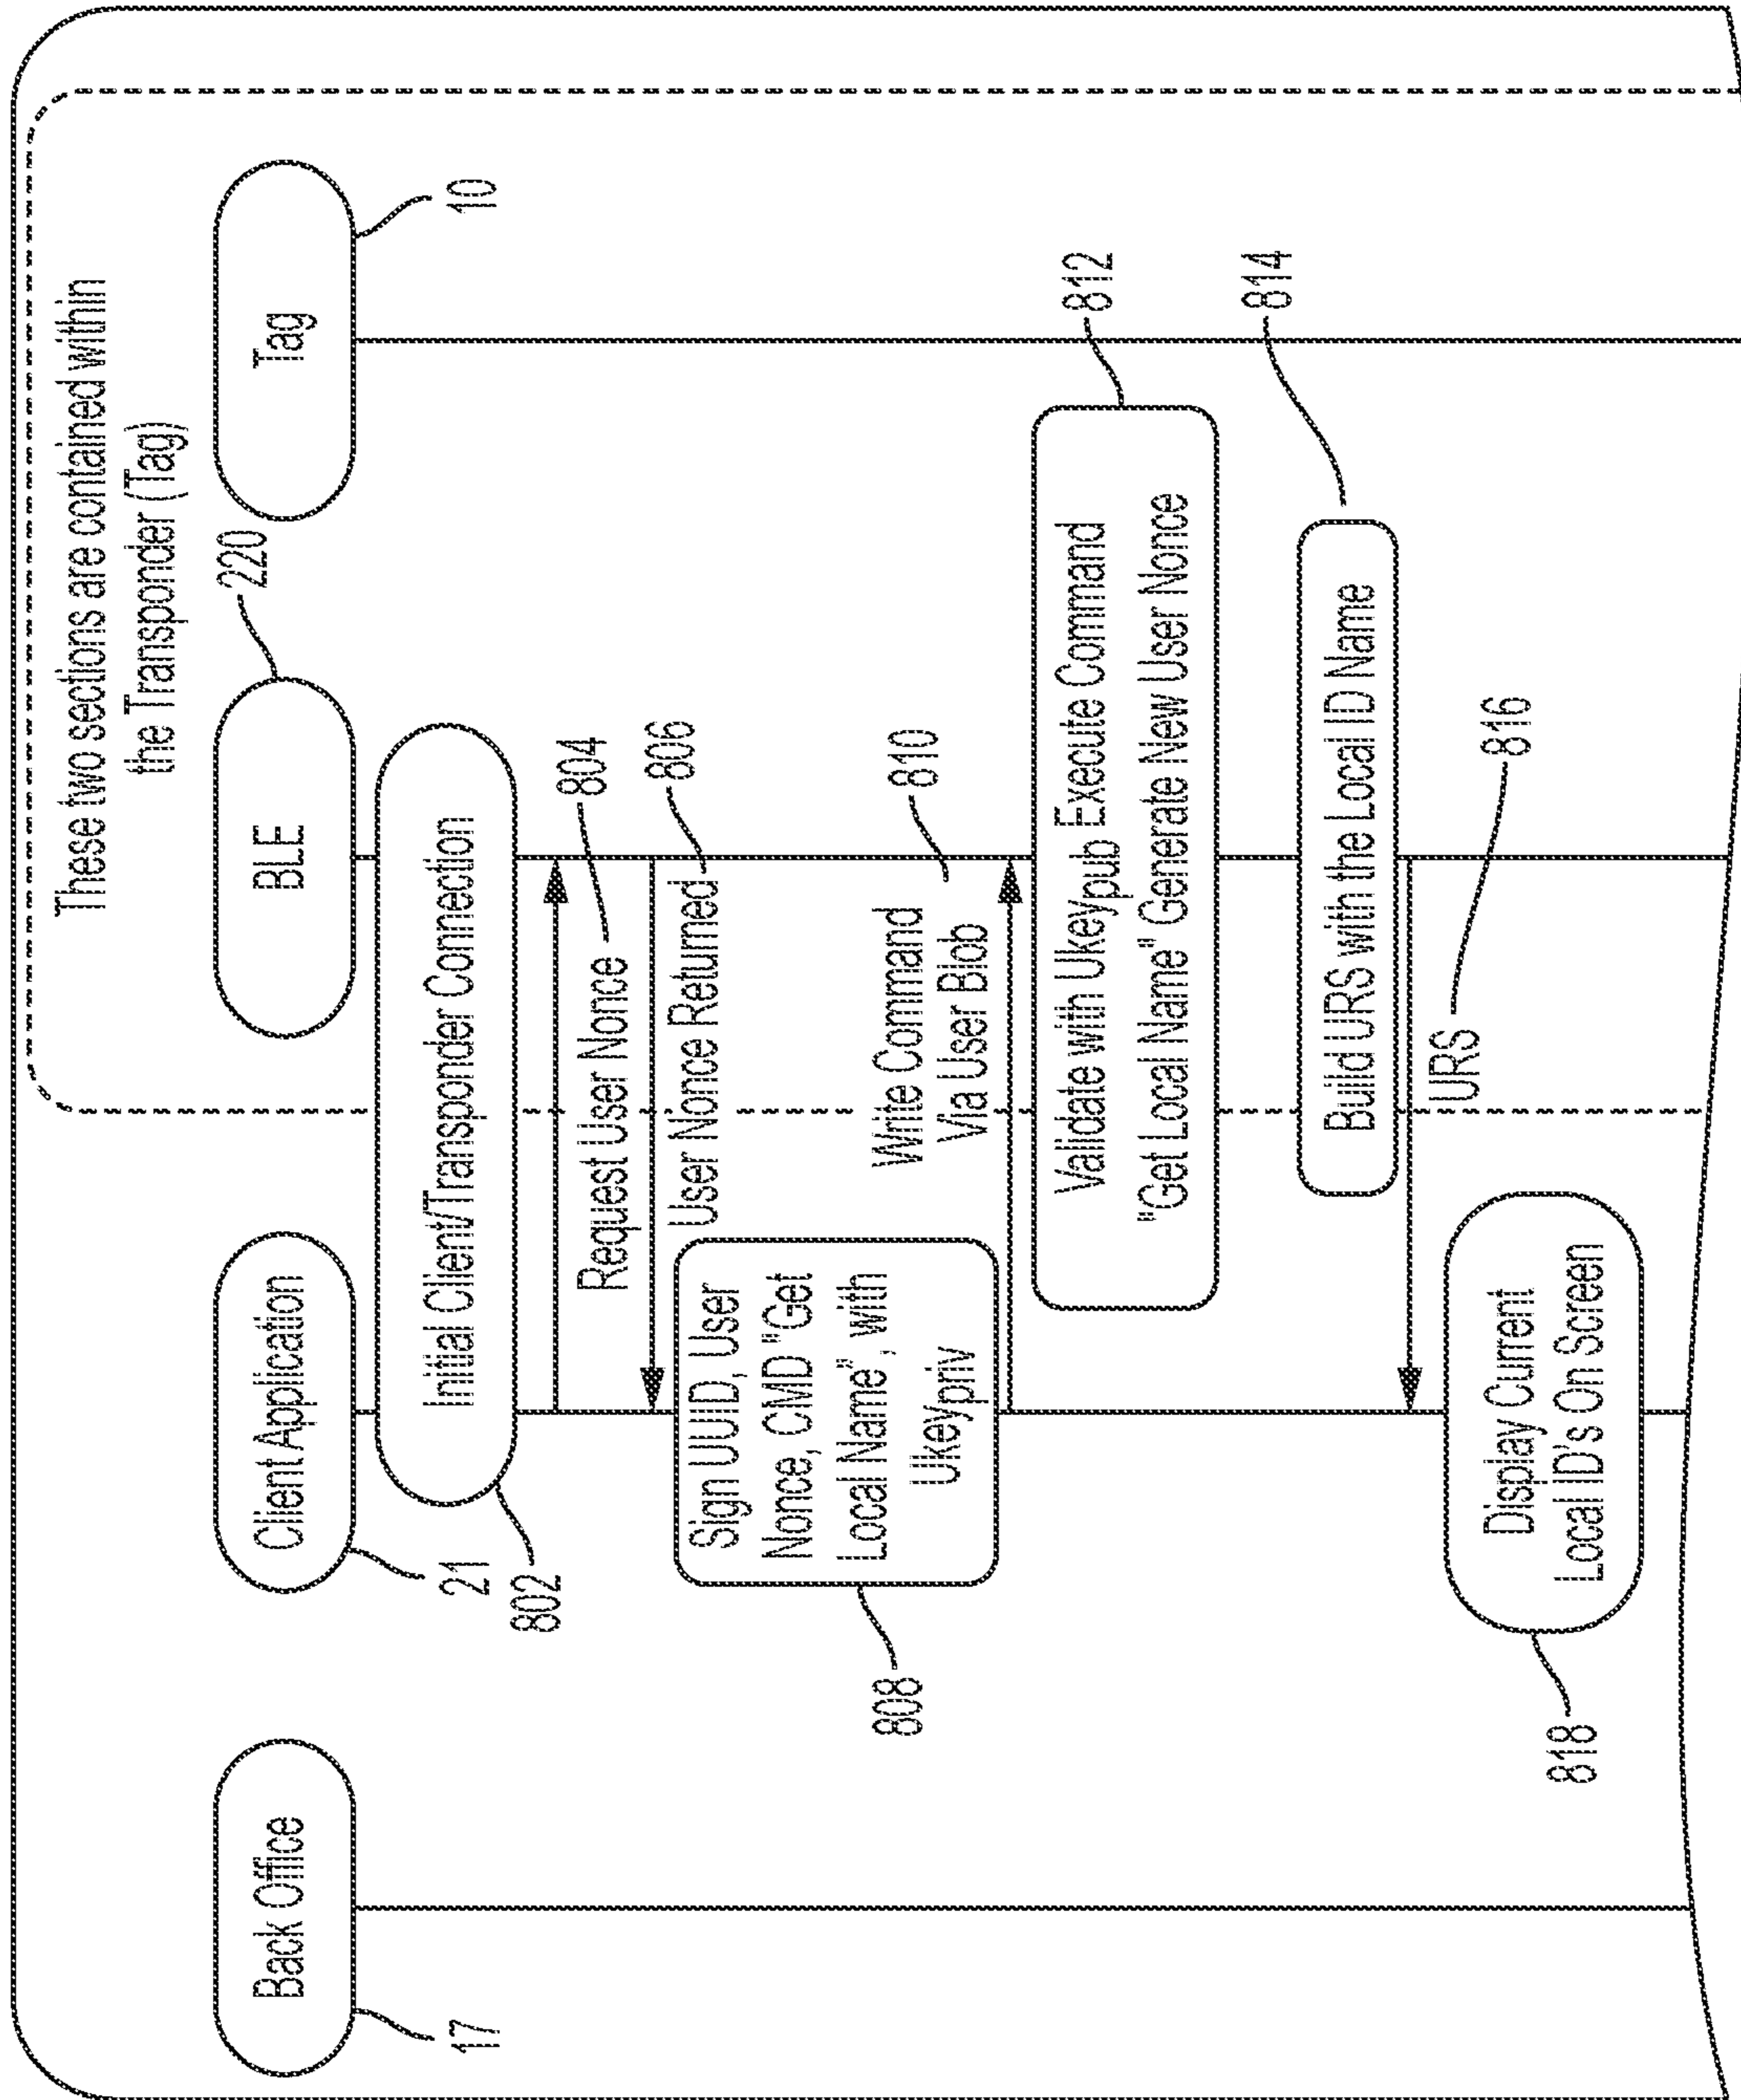 These two sections are contained within
the Transponder (Tag)
Back Office
17
Client Application
21
BLE
220
Tag
10
Initial Client/Transponder Connection
802
Request User Nonce
804
User Nonce Returned
806
Sign UUID, User
Nonce, CMD "Get
Local Name", with
Ukeypriv
808
Write Command
Via User Blob
810
Validate with Ukeypub Execute Command
"Get Local Name" Generate New User Nonce
812
Build URS with the Local ID Name
814
URS
816
Display Current
Local ID's On Screen
818